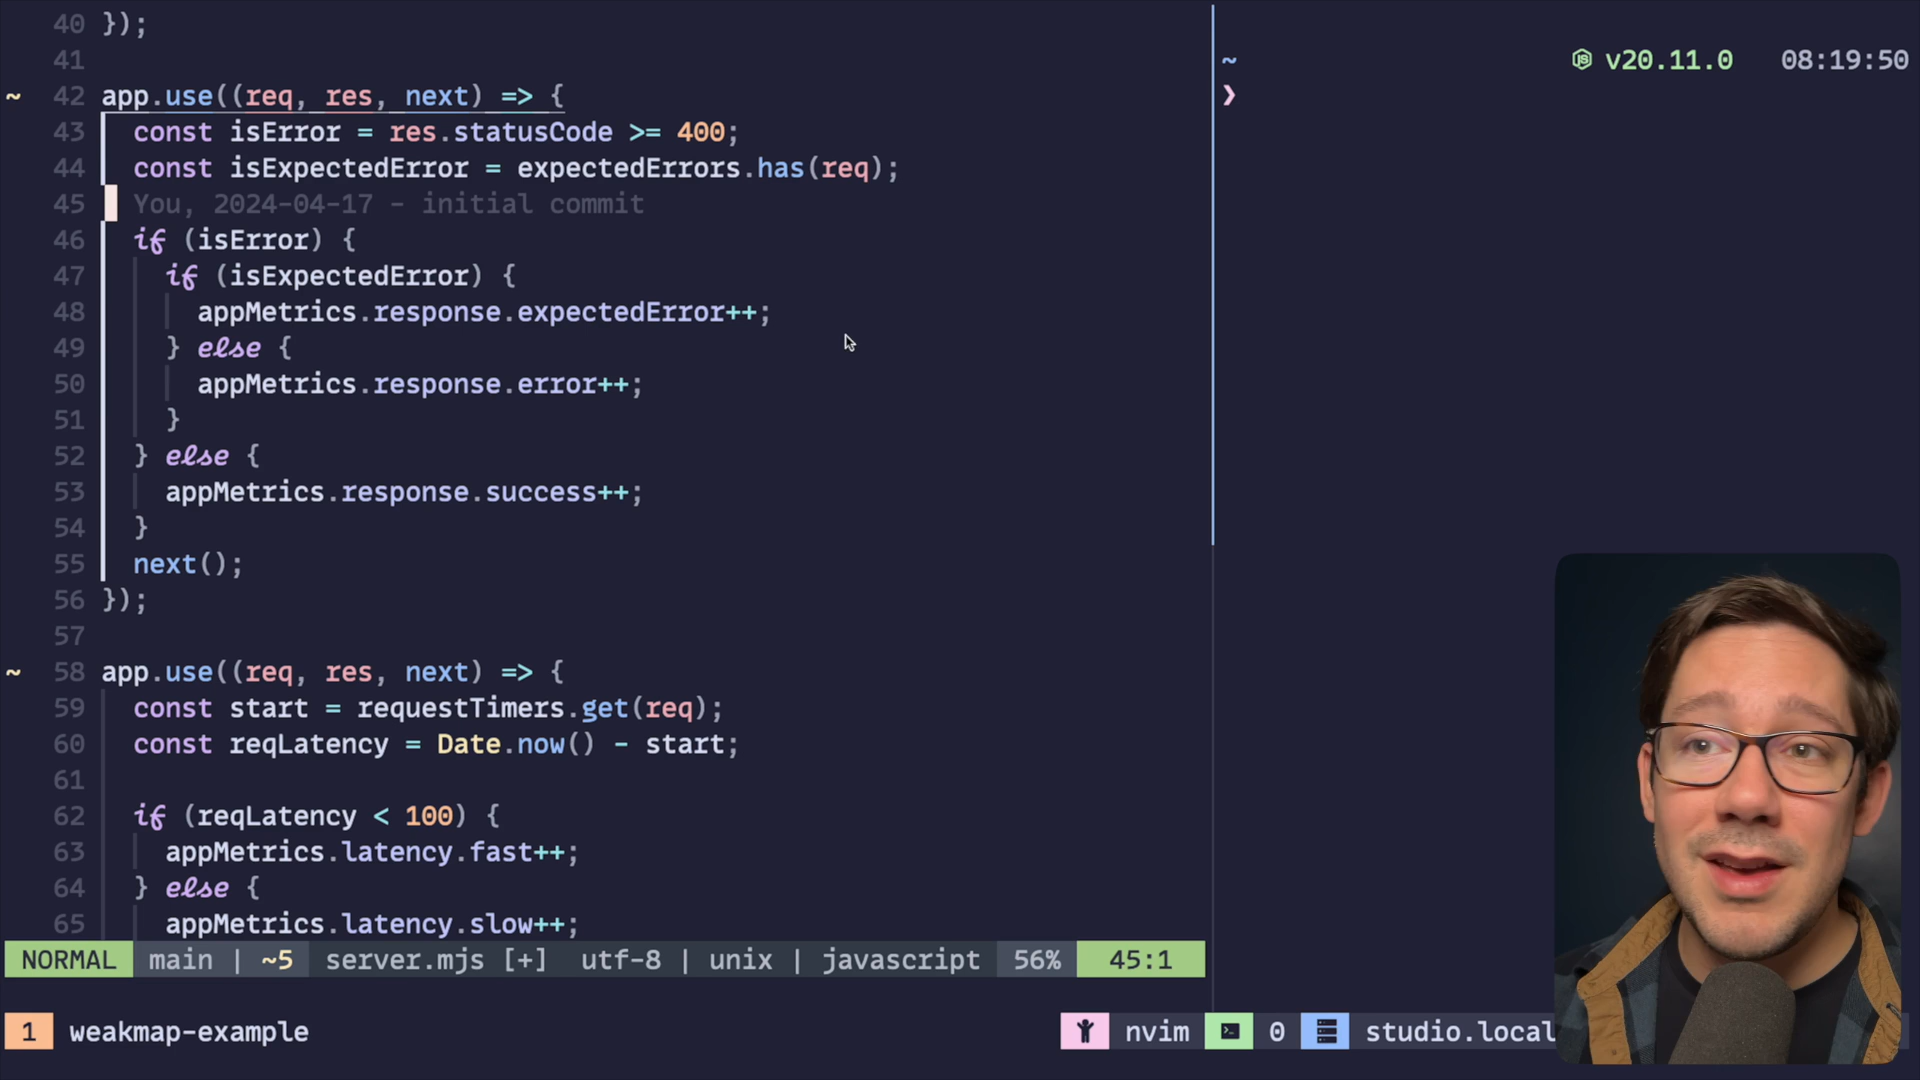 40 });
41
~ 42 app.use((req, res, next) => {
43 const isError = res.statusCode >= 400;
44 const isExpectedError = expectedErrors.has(req);
45 You, 2024-04-17 - initial commit
46 if (isError) {
47 if (isExpectedError) {
48 appMetrics.response.expectedError++;
49 } else {
50 appMetrics.response.error++;
51 }
52 } else {
53 appMetrics.response.success++;
54 }
55 next();
56 });
57
~ 58 app.use((req, res, next) => {
59 const start = requestTimers.get(req);
60 const reqLatency = Date.now() - start;
61
62 if (reqLatency < 100) {
63 appMetrics.latency.fast++;
64 } else {
65 appMetrics.latency.slow++;
NORMAL main | ~5 server.mjs [+] utf-8 | unix | javascript 56% 45:1
~ v20.11.0 08:19:50
❯
1 weakmap-example nvim 0 studio.local